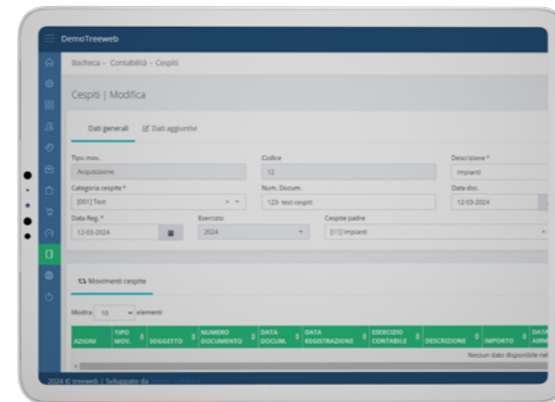 DemoTreeweb
Bacheca - Contabilità - Cespiti
Cespiti | Modifica
Dati generali Dati aggiuntivi
Tipo mov. Codice Descrizione *
Acquisizione 12 Impianti
Categoria cespite * Num. Docum. Data doc.
[001] Test 123- test cespiti 12-03-2024
Data Reg. * Esercizio Cespite padre
12-03-2024 2024 [11] Impianti
Movimenti cespite
Mostra 10 elementi
AZIONI TIPO MOV. SOGGETTO NUMERO DOCUMENTO DATA DOCUM. DATA REGISTRAZIONE ESERCIZIO CONTABILE DESCRIZIONE IMPORTO DATA AMM
Nessun dato disponibile nel
2024 © treeweb | Sviluppato da